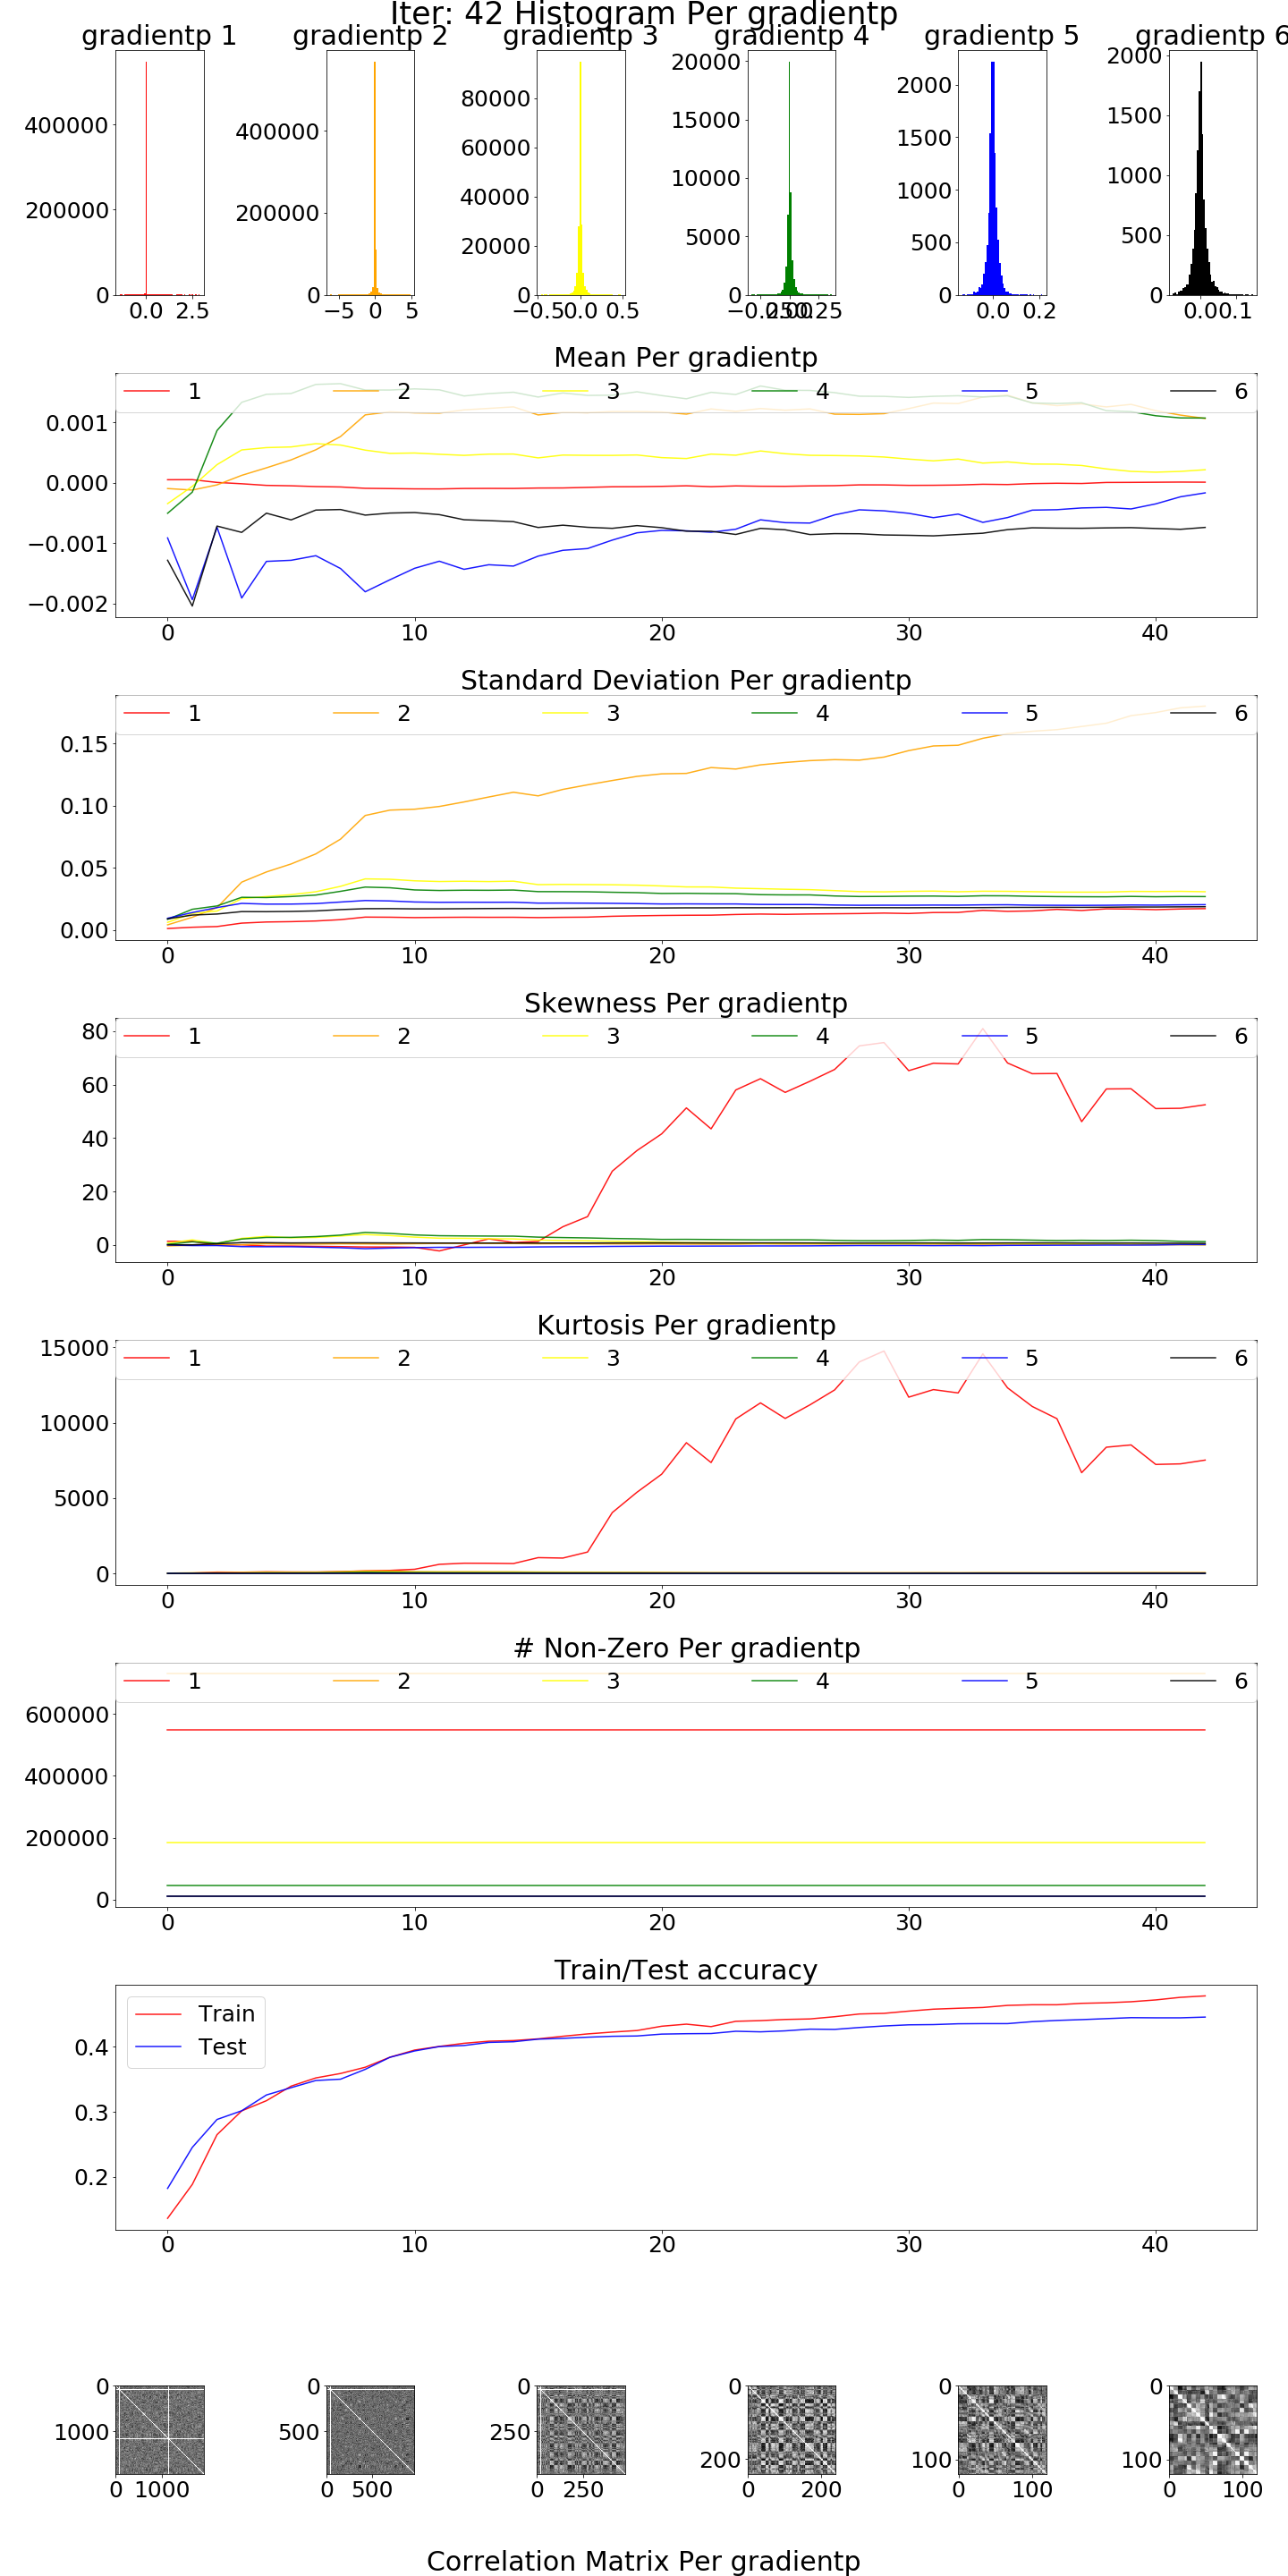 Iter: 42 Histogram Per gradientp
gradientp 1 gradientp 2 gradientp 3 gradientp 4 gradientp 5 gradientp 6
400000
200000
0
0.0 2.5
400000
200000
0
−5 0 5
80000
60000
40000
20000
0
−0.5 0.0 0.5
20000
15000
10000
5000
0
−0.25 0.00 0.25
2000
1500
1000
500
0
0.0 0.2
2000
1500
1000
500
0
0.0 0.1
Mean Per gradientp
1 2 3 4 5 6
0.001
0.000
−0.001
−0.002
0 10 20 30 40
Standard Deviation Per gradientp
1 2 3 4 5 6
0.15
0.10
0.05
0.00
0 10 20 30 40
Skewness Per gradientp
1 2 3 4 5 6
80
60
40
20
0
0 10 20 30 40
Kurtosis Per gradientp
1 2 3 4 5 6
15000
10000
5000
0
0 10 20 30 40
# Non-Zero Per gradientp
1 2 3 4 5 6
600000
400000
200000
0
0 10 20 30 40
Train/Test accuracy
Train
Test
0.4
0.3
0.2
0 10 20 30 40
0
1000
0 1000
0
500
0 500
0
250
0 250
0
200
0 200
0
100
0 100
0
100
0 100
Correlation Matrix Per gradientp